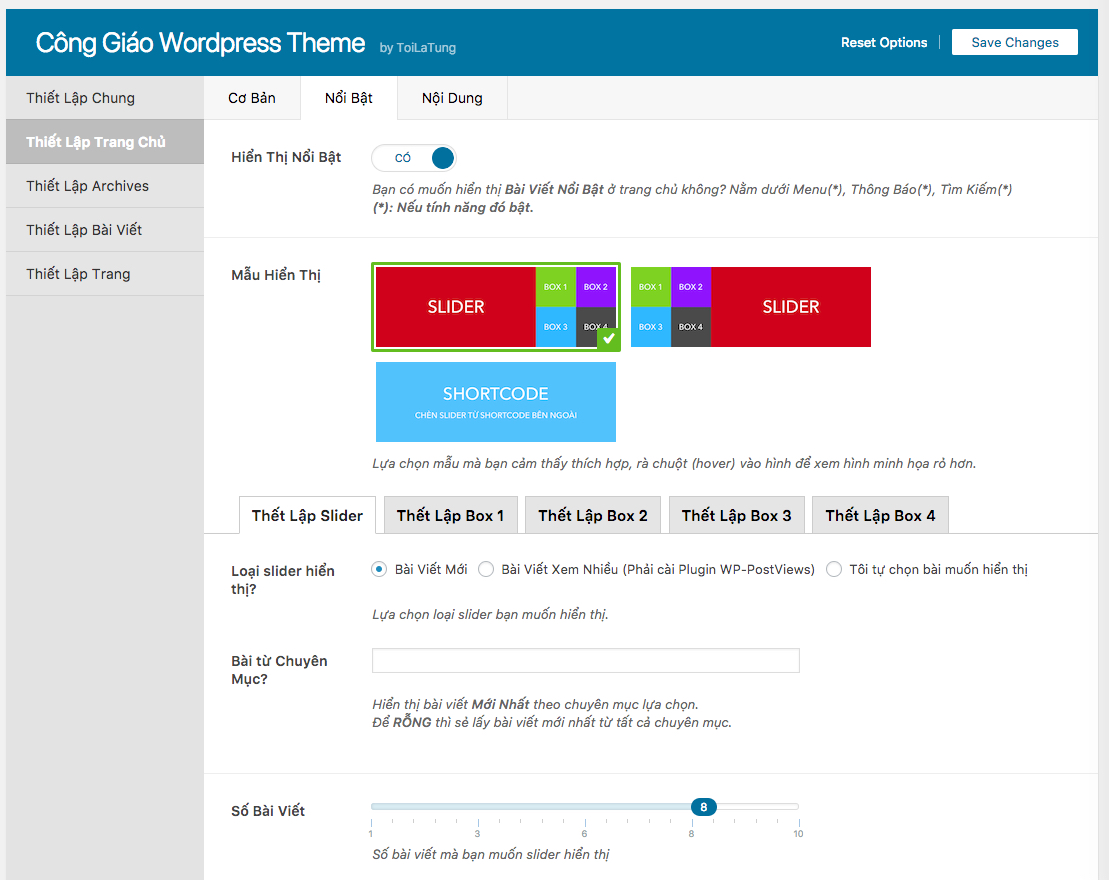 Công Giáo Wordpress Theme by ToiLaTung
Reset Options
Save Changes
Thiết Lập Chung
Thiết Lập Trang Chủ
Thiết Lập Archives
Thiết Lập Bài Viết
Thiết Lập Trang
Cơ Bản
Nổi Bật
Nội Dung
Hiển Thị Nổi Bật
CÓ
Bạn có muốn hiển thị Bài Viết Nổi Bật ở trang chủ không? Nằm dưới Menu(*), Thông Báo(*), Tìm Kiếm(*)
(*): Nếu tính năng đó bật.
Mẫu Hiển Thị
SLIDER
BOX 1
BOX 2
BOX 3
BOX 4
BOX 1
BOX 2
BOX 3
BOX 4
SLIDER
SHORTCODE
CHÈN SLIDER TỪ SHORTCODE BÊN NGOÀI
Lựa chọn mẫu mà bạn cảm thấy thích hợp, rà chuột (hover) vào hình để xem hình minh họa rỏ hơn.
Thết Lập Slider
Thết Lập Box 1
Thết Lập Box 2
Thết Lập Box 3
Thết Lập Box 4
Loại slider hiển
thị?
Bài Viết Mới
Bài Viết Xem Nhiều (Phải cài Plugin WP-PostViews)
Tôi tự chọn bài muốn hiển thị
Lựa chọn loại slider bạn muốn hiển thị.
Bài từ Chuyên
Mục?
Hiển thị bài viết Mới Nhất theo chuyên mục lựa chọn.
Để RỖNG thì sẻ lấy bài viết mới nhất từ tất cả chuyên mục.
Số Bài Viết
8
1 3 6 8 10
Số bài viết mà bạn muốn slider hiển thị